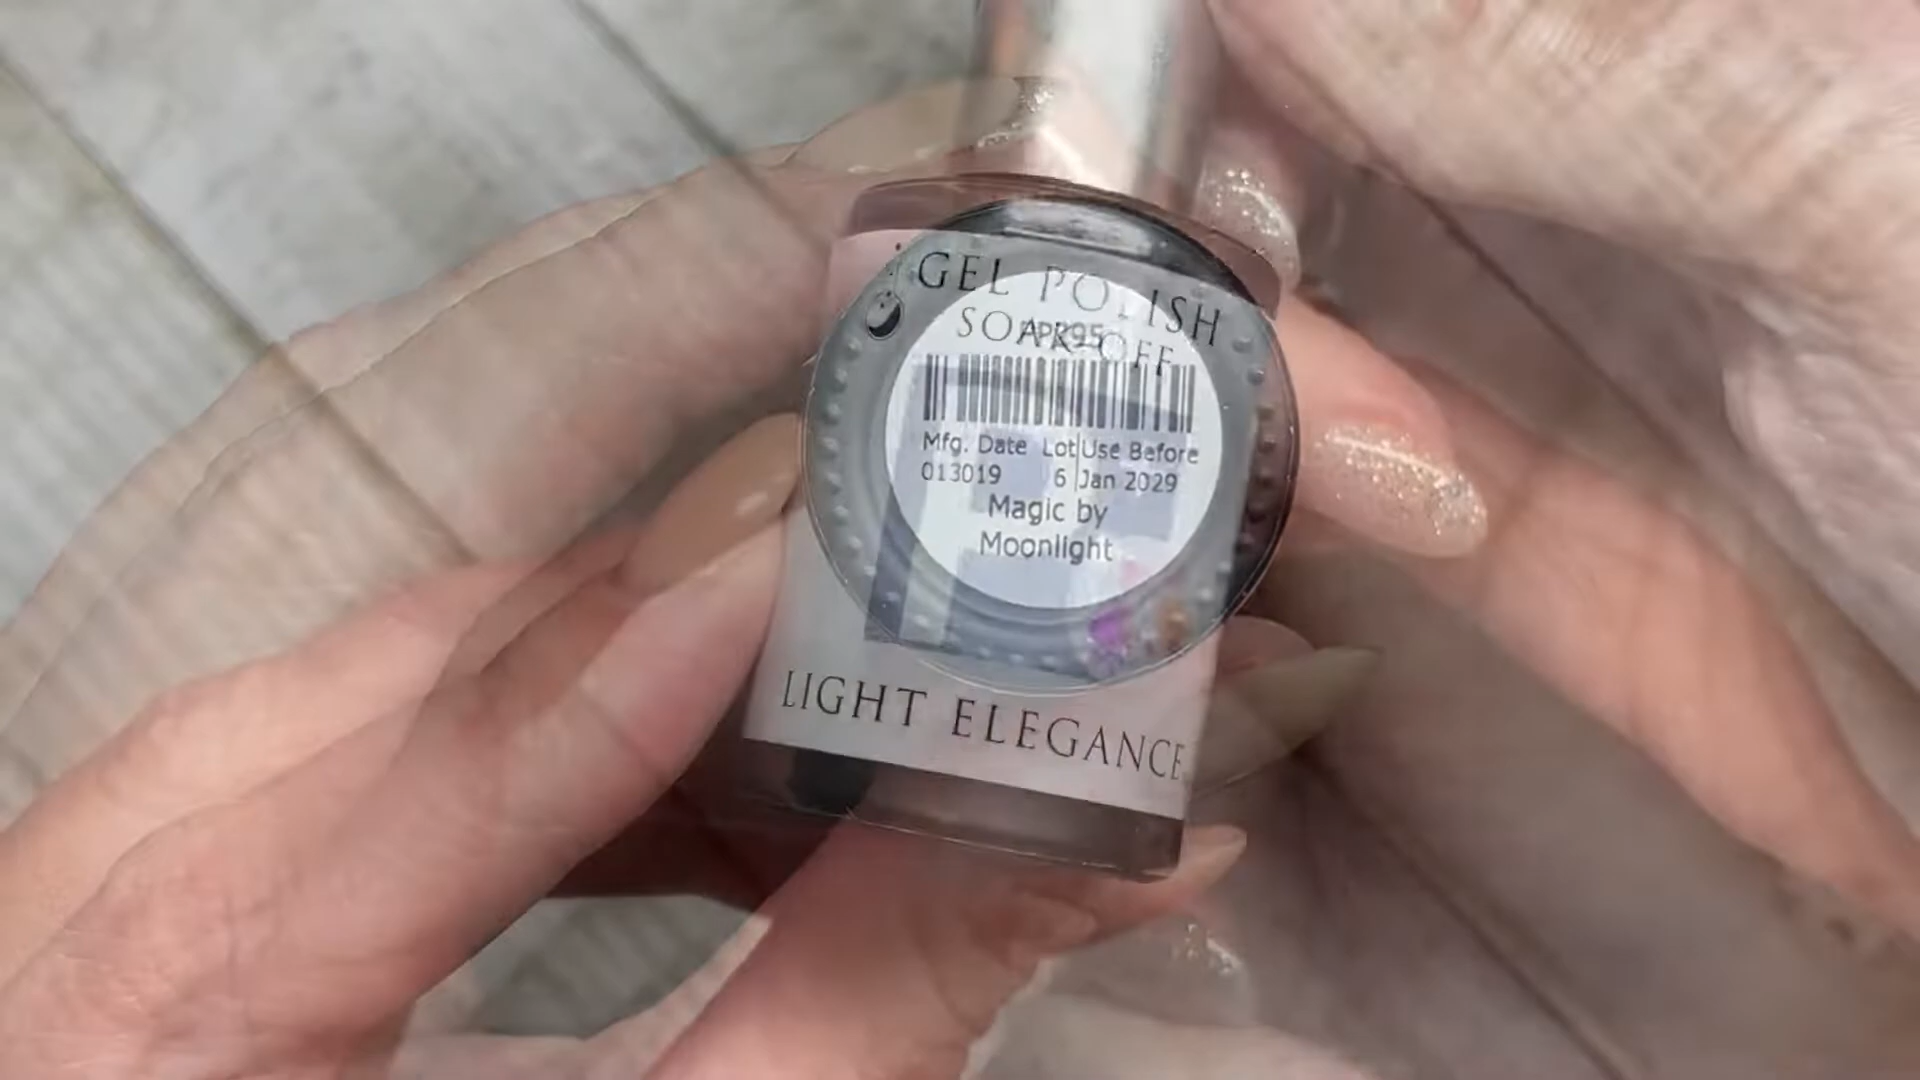 GEL POLISH
SOAK OFF
APR95
Mfg. Date Lot Use Before
013019 6 Jan 2029
Magic by
Moonlight
LIGHT ELEGANCE